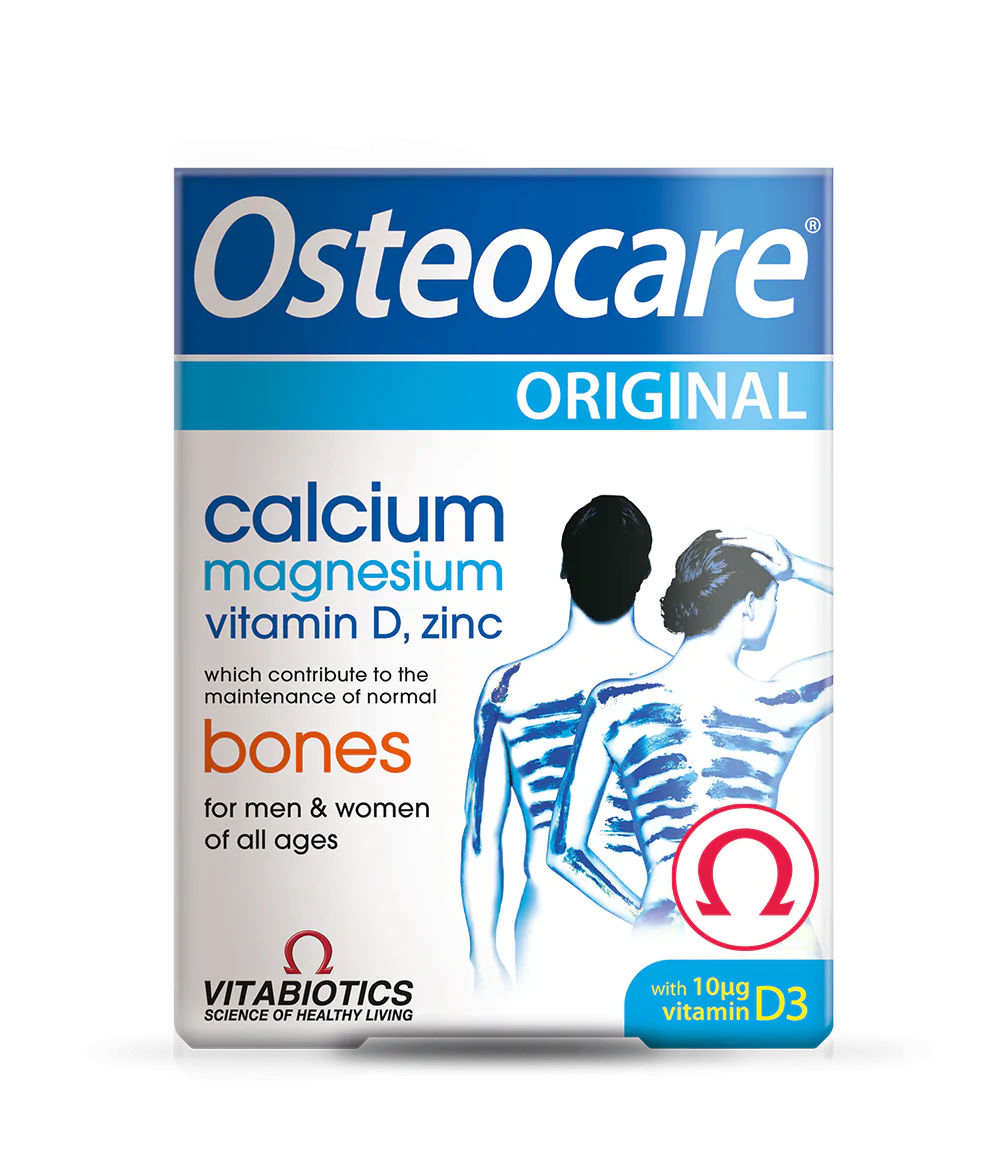 Osteocare®
ORIGINAL
calcium
magnesium
vitamin D, zinc
which contribute to the
maintenance of normal
bones
for men & women
of all ages
VITABIOTICS
SCIENCE OF HEALTHY LIVING
with 10µg
vitamin D3